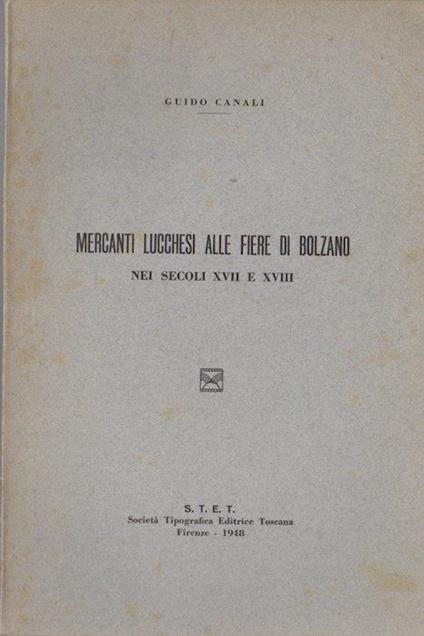 GUIDO CANALI
MERCANTI LUCCHESI ALLE FIERE DI BOLZANO
NEI SECOLI XVII E XVIII
S. T. E. T.
Società Tipografica Editrice Toscana
Firenze - 1948